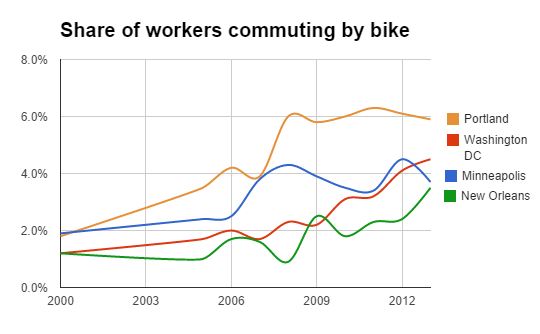 Share of workers commuting by bike
8.0%
6.0%
4.0%
2.0%
0.0%
2000 2003 2006 2009 2012
Portland
Washington
DC
Minneapolis
New Orleans